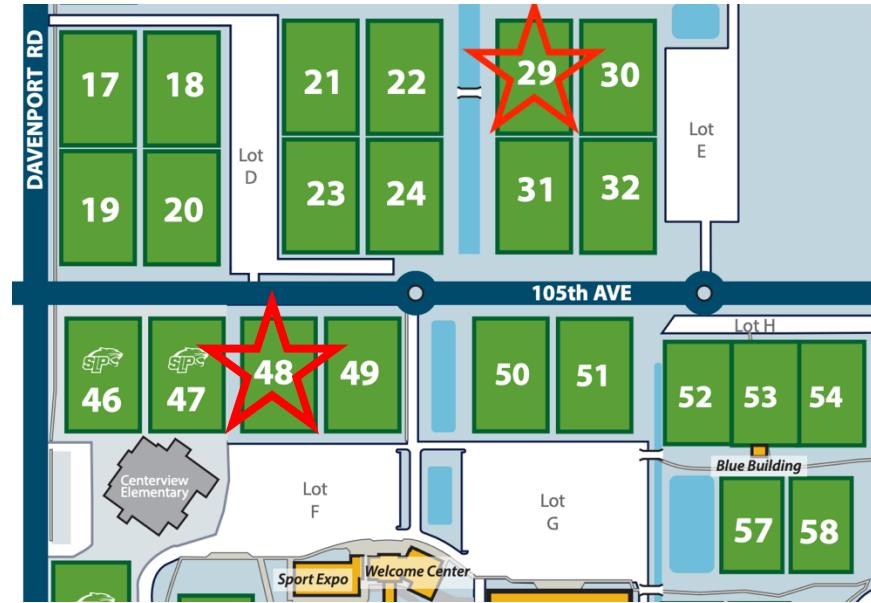 DAVENPORT RD
17
18
21
22
29
30
Lot
E
Lot
D
19
20
23
24
31
32
105th AVE
Lot H
SLP
46
SLP
47
48
49
50
51
52
53
54
Blue Building
Centerview
Elementary
Lot
F
Lot
G
57
58
Sport Expo
Welcome Center